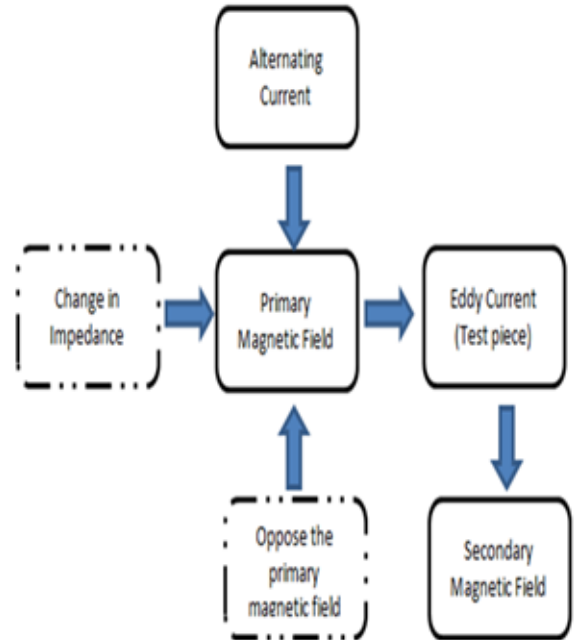 Alternating
Current
Change in
Impedance
Primary
Magnetic Field
Eddy Current
(Test piece)
Oppose the
primary
magnetic field
Secondary
Magnetic Field